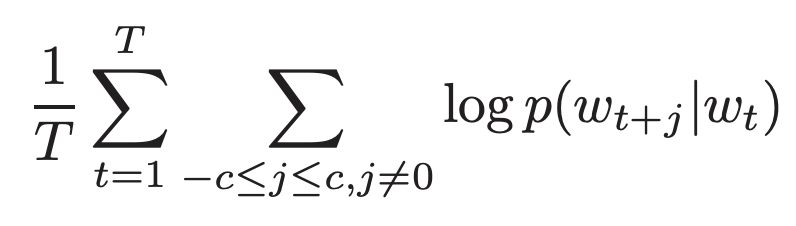 \frac{1}{T} \sum_{t=1}^{T} \sum_{-c \leq j \leq c, j \neq 0} \log p(w_{t+j} | w_t)